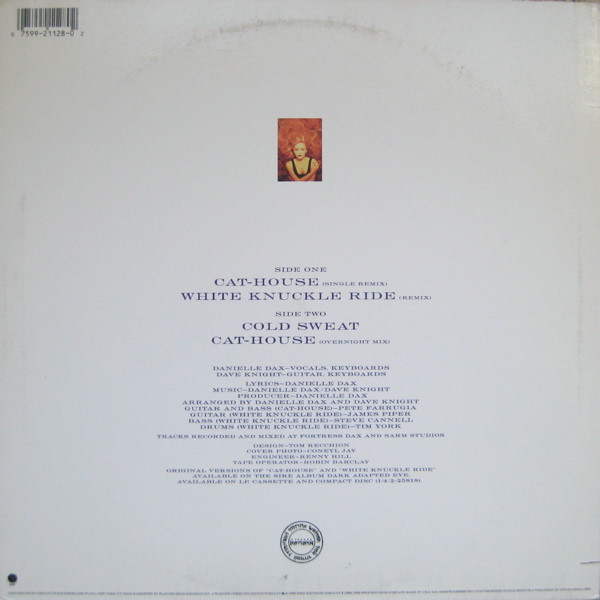 0 7599-21128-0 2
SIDE ONE
CAT-HOUSE (SINGLE REMIX)
WHITE KNUCKLE RIDE (REMIX)
SIDE TWO
COLD SWEAT
CAT-HOUSE (OVERNIGHT MIX)
DANIELLE DAX–VOCALS, KEYBOARDS
DAVE KNIGHT–GUITAR, KEYBOARDS
LYRICS–DANIELLE DAX
MUSIC–DANIELLE DAX/DAVE KNIGHT
PRODUCER–DANIELLE DAX
ARRANGED BY DANIELLE DAX AND DAVE KNIGHT
GUITAR AND BASS (CAT-HOUSE)–PETE FARRUGIA
GUITAR (WHITE KNUCKLE RIDE)–JAMES PIPER
BASS (WHITE KNUCKLE RIDE)–STEVE CANNELL
DRUMS (WHITE KNUCKLE RIDE)–TIM YORK
TRACKS RECORDED AND MIXED AT FORTRESS DAX AND SARM STUDIOS
DESIGN–TOM RECCHION
COVER PHOTO–CONEYL JAY
ENGINEER–KENNY HILL
TAPE OPERATOR–ROBIN BARCLAY
ORIGINAL VERSIONS OF "CAT-HOUSE" AND "WHITE KNUCKLE RIDE"
AVAILABLE ON THE SIRE ALBUM DARK ADAPTED EYE.
AVAILABLE ON LP, CASSETTE AND COMPACT DISC (1/4/2-25818)